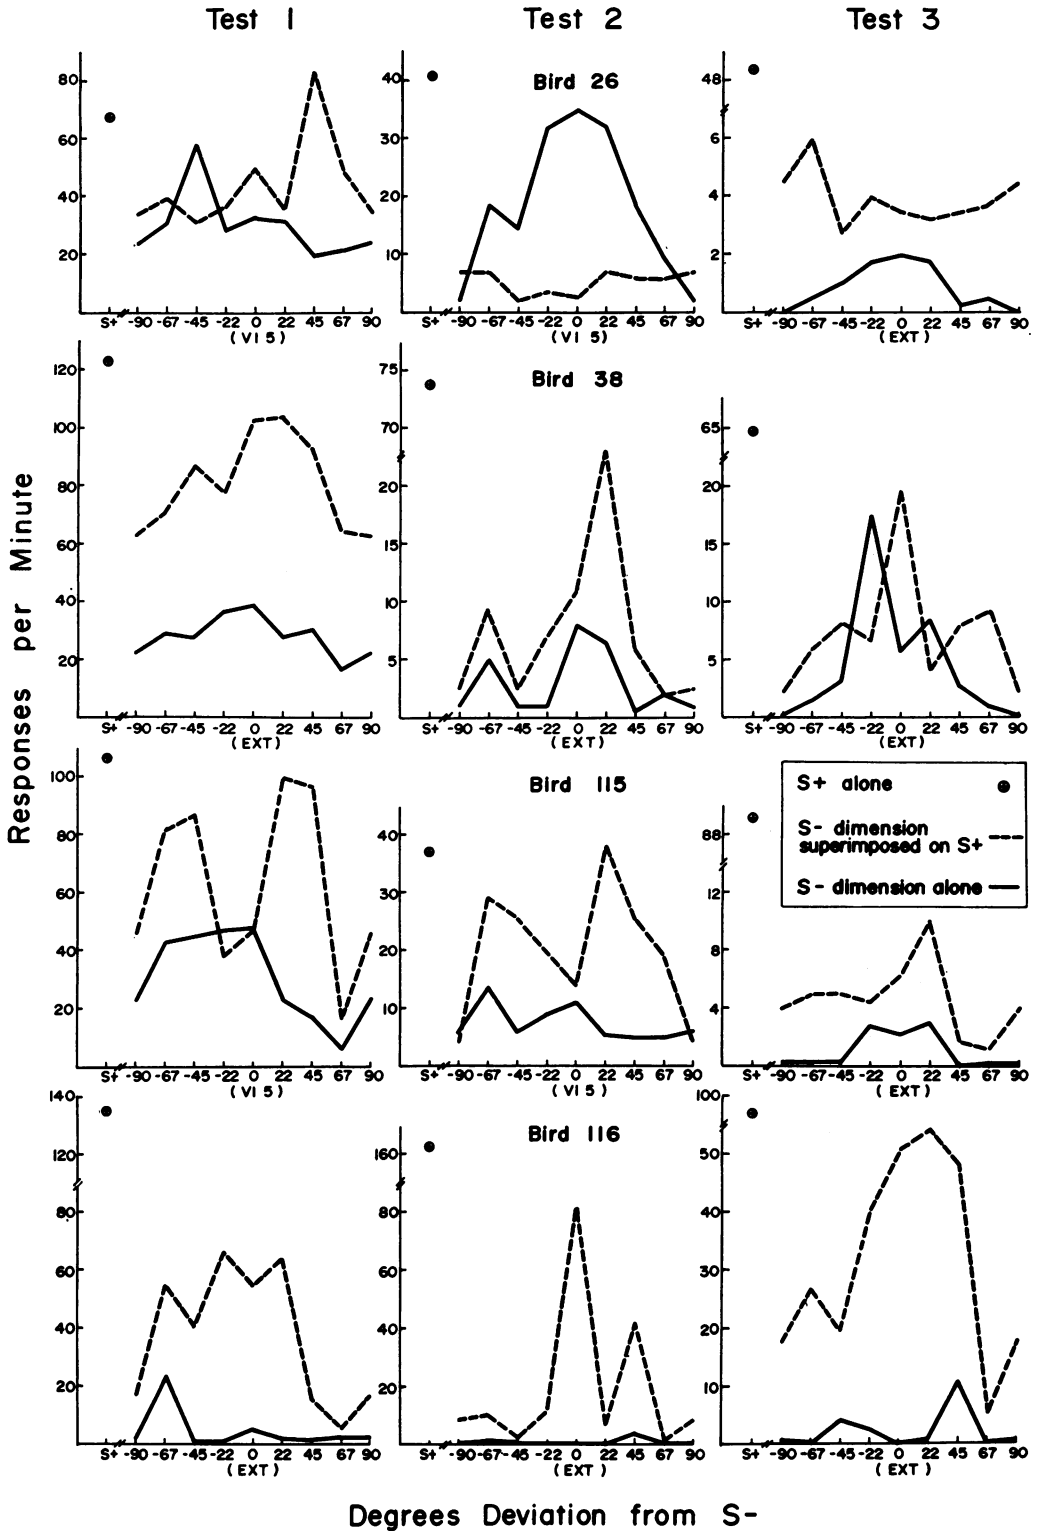 Test 1 Test 2 Test 3
Bird 26
80
60
40
20
S+ -90 -67 -45 -22 0 22 45 67 90
(VI 5)
40
30
20
10
S+ -90 -67 -45 -22 0 22 45 67 90
(VI 5)
48
6
4
2
S+ -90 -67 -45 -22 0 22 45 67 90
(EXT)
Bird 38
120
100
80
60
40
20
S+ -90 -67 -45 -22 0 22 45 67 90
(EXT)
75
70
20
15
10
5
S+ -90 -67 -45 -22 0 22 45 67 90
(EXT)
65
20
15
10
5
S+ -90 -67 -45 -22 0 22 45 67 90
(EXT)
Responses per Minute
Bird 115
100
80
60
40
20
S+ -90 -67 -45 -22 0 22 45 67 90
(VI 5)
40
30
20
10
S+ -90 -67 -45 -22 0 22 45 67 90
(VI 5)
S+ alone
S- dimension
superimposed on S+
S- dimension alone
88
12
8
4
S+ -90 -67 -45 -22 0 22 45 67 90
(EXT)
Bird 116
140
120
80
60
40
20
S+ -90 -67 -45 -22 0 22 45 67 90
(EXT)
160
80
60
40
20
S+ -90 -67 -45 -22 0 22 45 67 90
(EXT)
100
50
40
30
20
10
S+ -90 -67 -45 -22 0 22 45 67 90
(EXT)
Degrees Deviation from S-